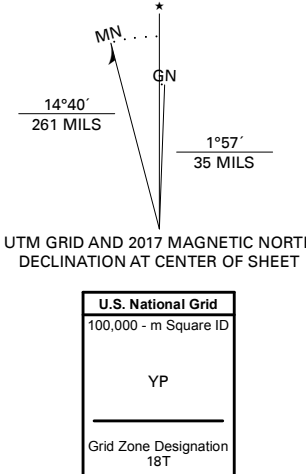 ★
MN
GN
14°40´
261 MILS
1°57´
35 MILS
UTM GRID AND 2017 MAGNETIC NORTH
DECLINATION AT CENTER OF SHEET
U.S. National Grid
100,000 - m Square ID
YP
Grid Zone Designation
18T